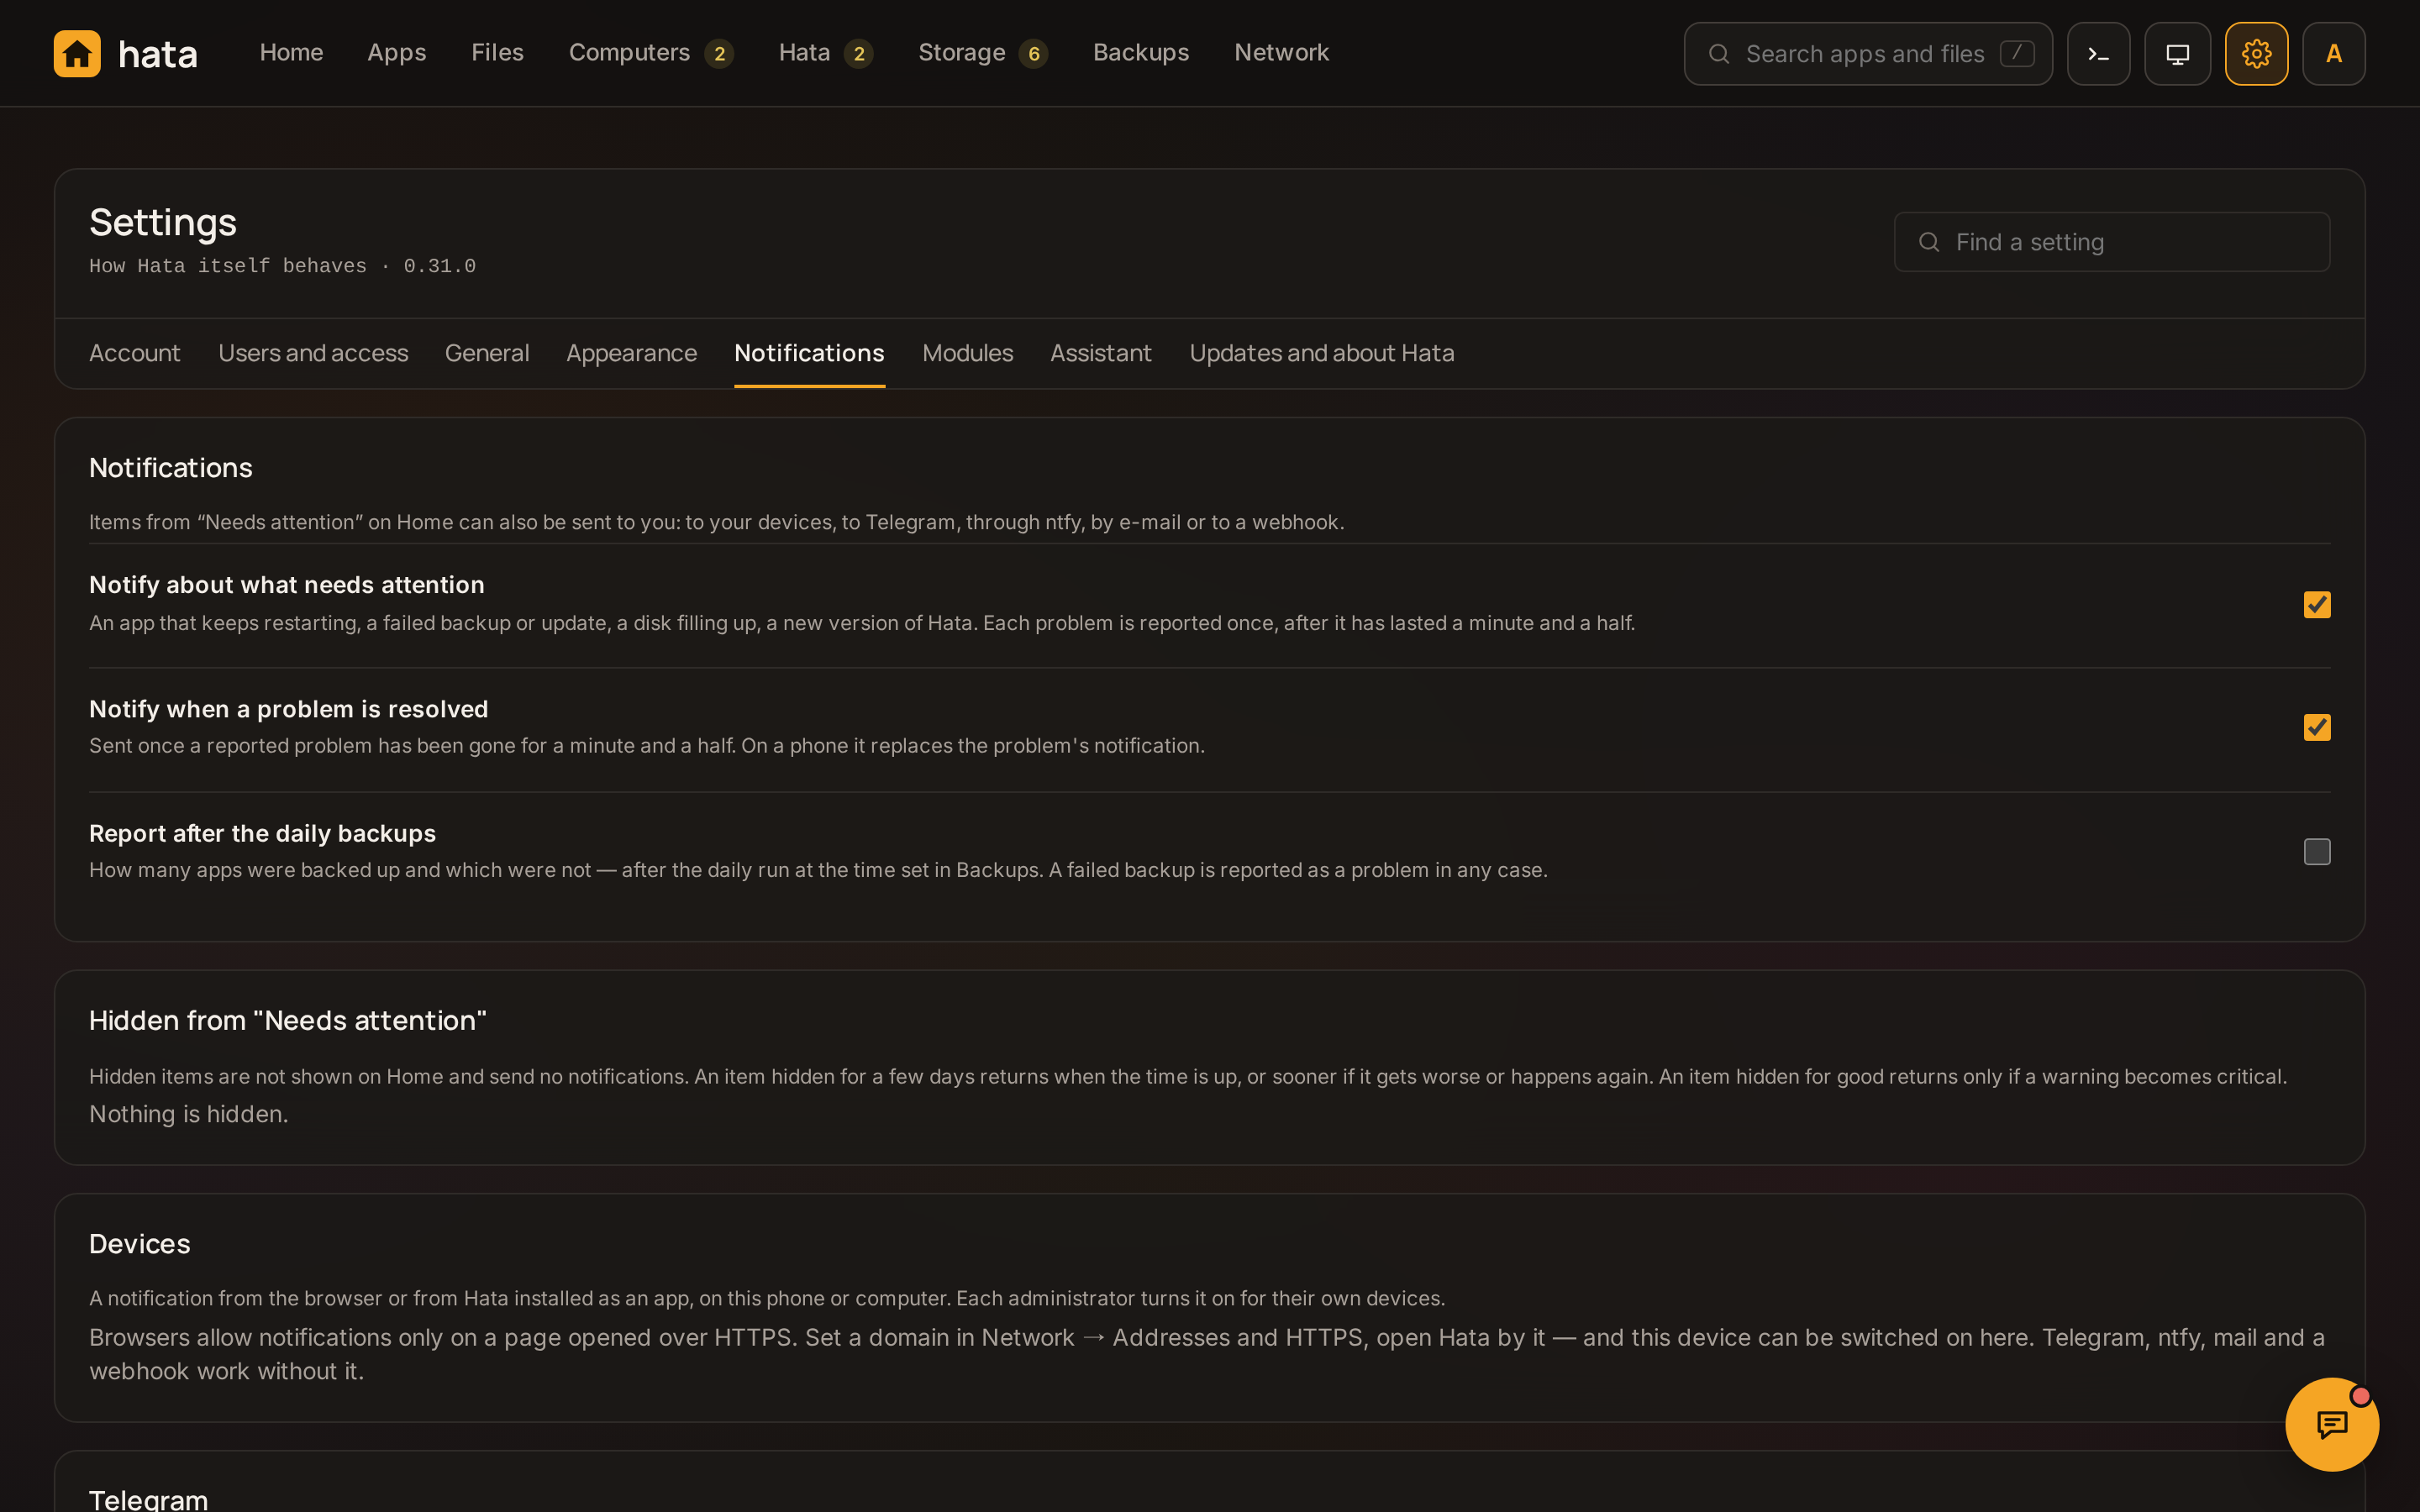 hata
Home Apps Files Computers 2 Hata 2 Storage 6 Backups Network
Search apps and files /
A
Settings
How Hata itself behaves · 0.31.0
Find a setting
Account Users and access General Appearance Notifications Modules Assistant Updates and about Hata
Notifications
Items from “Needs attention” on Home can also be sent to you: to your devices, to Telegram, through ntfy, by e-mail or to a webhook.
Notify about what needs attention
An app that keeps restarting, a failed backup or update, a disk filling up, a new version of Hata. Each problem is reported once, after it has lasted a minute and a half.
Notify when a problem is resolved
Sent once a reported problem has been gone for a minute and a half. On a phone it replaces the problem's notification.
Report after the daily backups
How many apps were backed up and which were not — after the daily run at the time set in Backups. A failed backup is reported as a problem in any case.
Hidden from "Needs attention"
Hidden items are not shown on Home and send no notifications. An item hidden for a few days returns when the time is up, or sooner if it gets worse or happens again. An item hidden for good returns only if a warning becomes critical.
Nothing is hidden.
Devices
A notification from the browser or from Hata installed as an app, on this phone or computer. Each administrator turns it on for their own devices.
Browsers allow notifications only on a page opened over HTTPS. Set a domain in Network → Addresses and HTTPS, open Hata by it — and this device can be switched on here. Telegram, ntfy, mail and a
webhook work without it.
Telegram